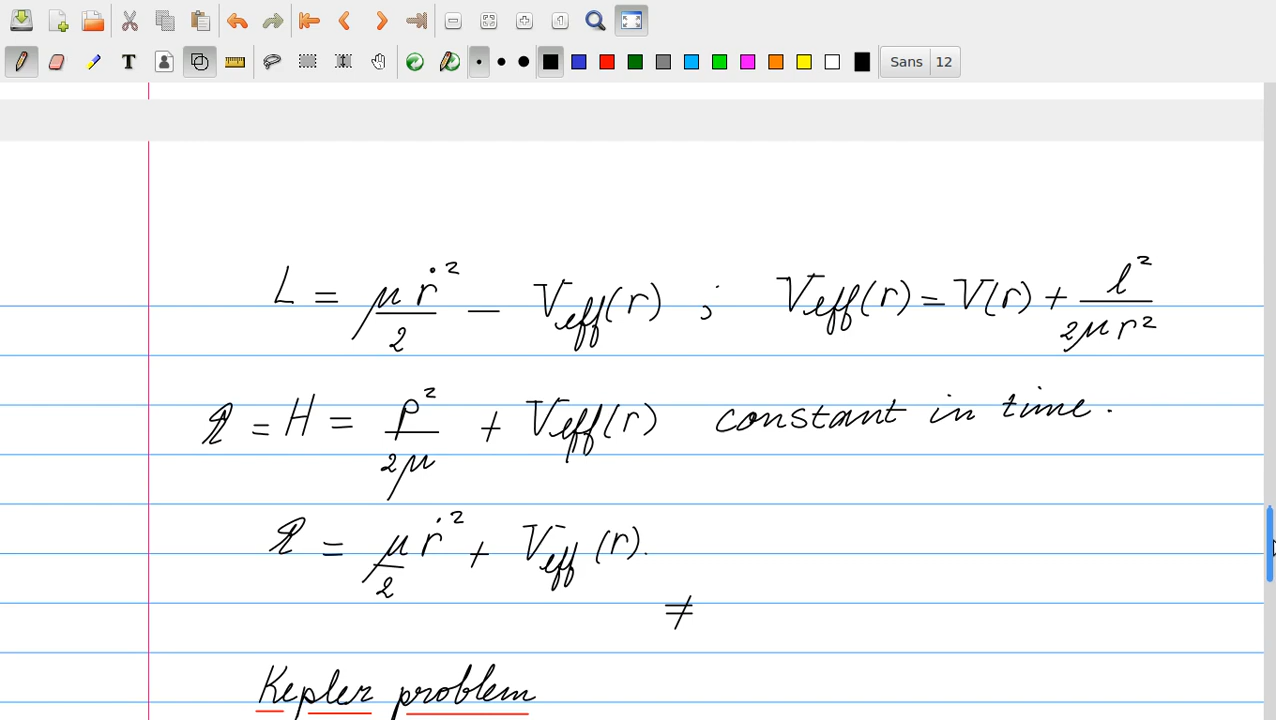 Sans 12
L = μ ṙ²/2 − V_eff(r) ; V_eff(r) = V(r) + l²/2μr²
= H = p²/2μ + V_eff(r) constant in time.
= μ/2 ṙ² + V_eff(r).
≠
Kepler problem